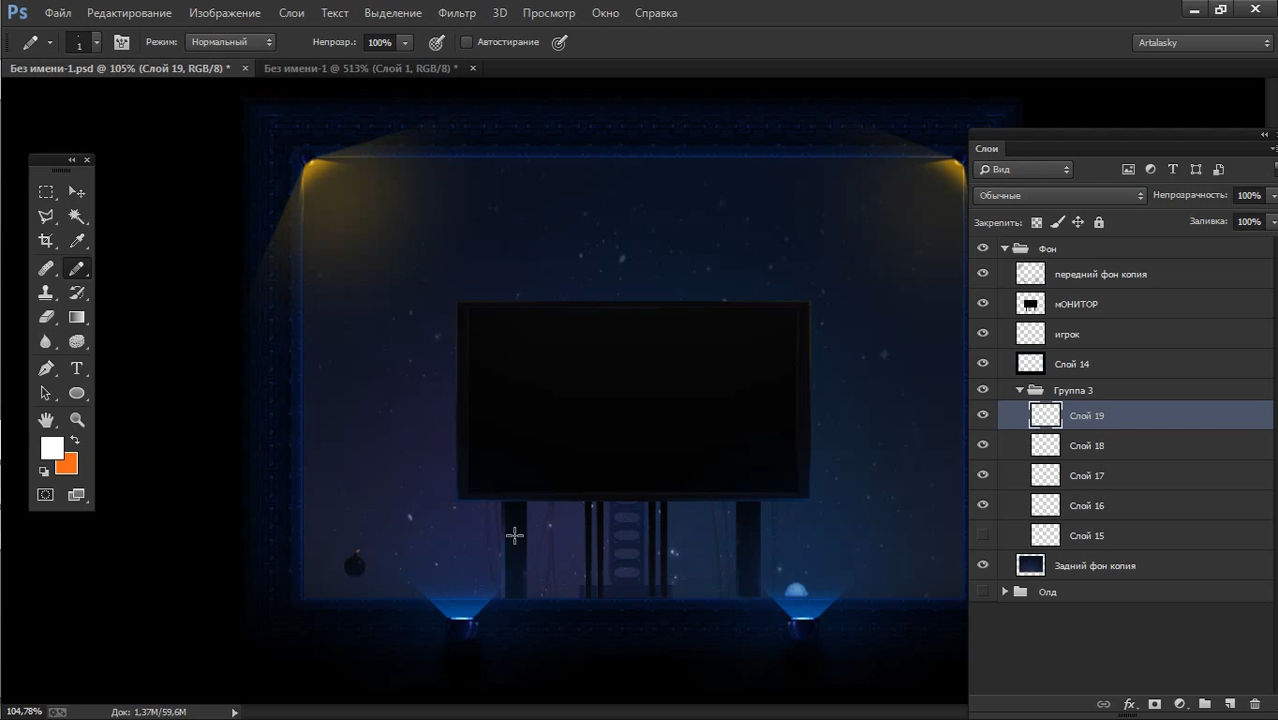 Ps Файл Редактирование Изображение Слои Текст Выделение Фильтр 3D Просмотр Окно Справка
1 Режим: Нормальный Непрозр.: 100% Автостирание Artalasky
Без имени-1.psd @ 105% (Слой 19, RGB/8) * × Без имени-1 @ 513% (Слой 1, RGB/8) * ×
Слои
Вид
Обычные Непрозрачность: 100%
Закрепить: Заливка: 100%
Фон
передний фон копия
мОНИТОР
игрок
Слой 14
Группа 3
Слой 19
Слой 18
Слой 17
Слой 16
Слой 15
Задний фон копия
Олд
fx
104,78% Док: 1,37M/59,6M